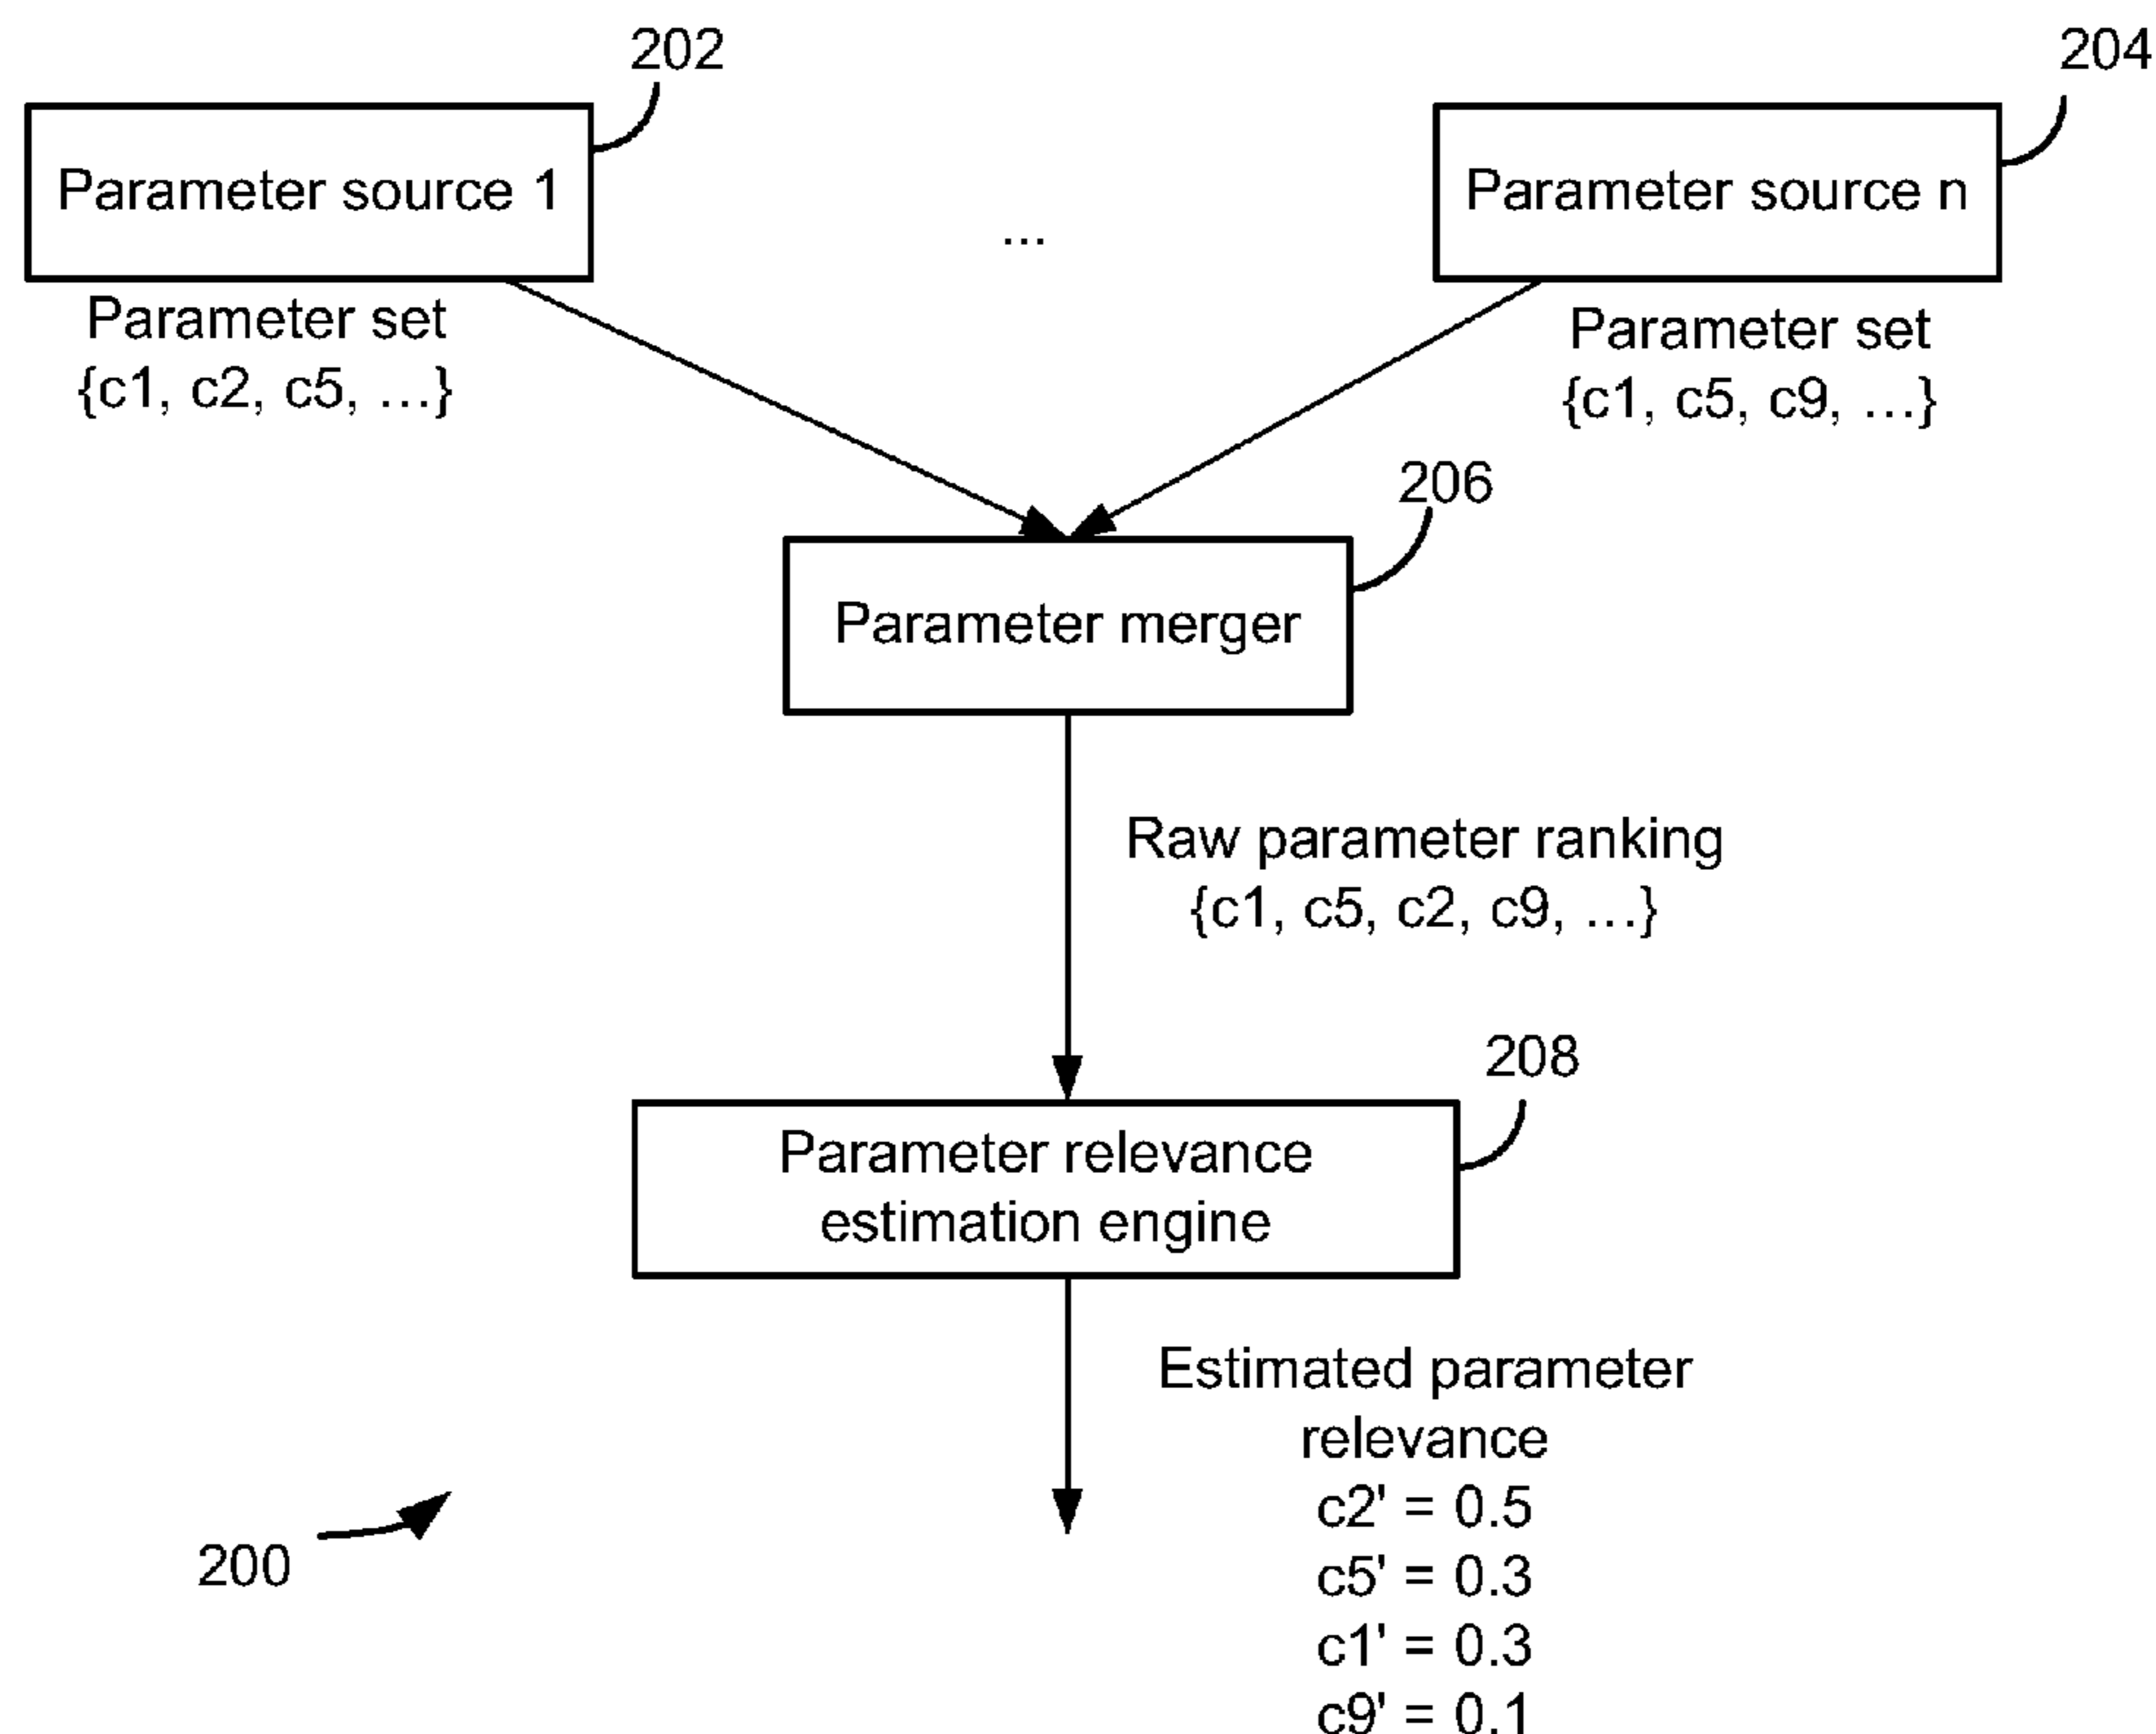 202
204
Parameter source 1
...
Parameter source n
Parameter set
{c1, c2, c5, ...}
Parameter set
{c1, c5, c9, ...}
206
Parameter merger
Raw parameter ranking
{c1, c5, c2, c9, ...}
208
Parameter relevance
estimation engine
Estimated parameter
relevance
c2' = 0.5
c5' = 0.3
c1' = 0.3
c9' = 0.1
200